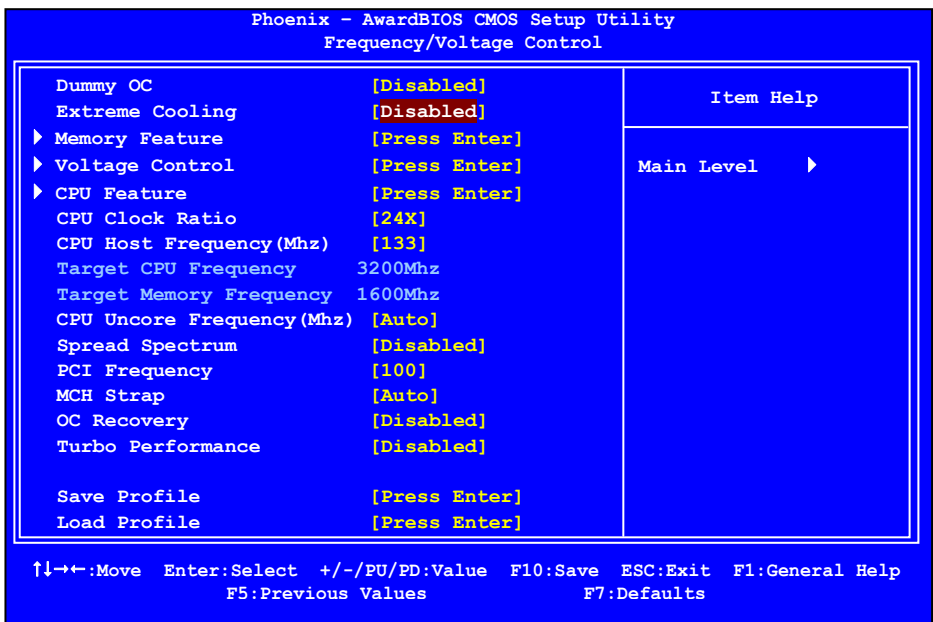 Phoenix – AwardBIOS CMOS Setup Utility
Frequency/Voltage Control
Dummy OC [Disabled]
Item Help
Extreme Cooling [Disabled]
Memory Feature [Press Enter]
Voltage Control [Press Enter]
Main Level
CPU Feature [Press Enter]
CPU Clock Ratio [24X]
CPU Host Frequency(Mhz) [133]
Target CPU Frequency 3200Mhz
Target Memory Frequency 1600Mhz
CPU Uncore Frequency(Mhz) [Auto]
Spread Spectrum [Disabled]
PCI Frequency [100]
MCH Strap [Auto]
OC Recovery [Disabled]
Turbo Performance [Disabled]
Save Profile [Press Enter]
Load Profile [Press Enter]
↑↓→←:Move Enter:Select +/-/PU/PD:Value F10:Save ESC:Exit F1:General Help
F5:Previous Values F7:Defaults